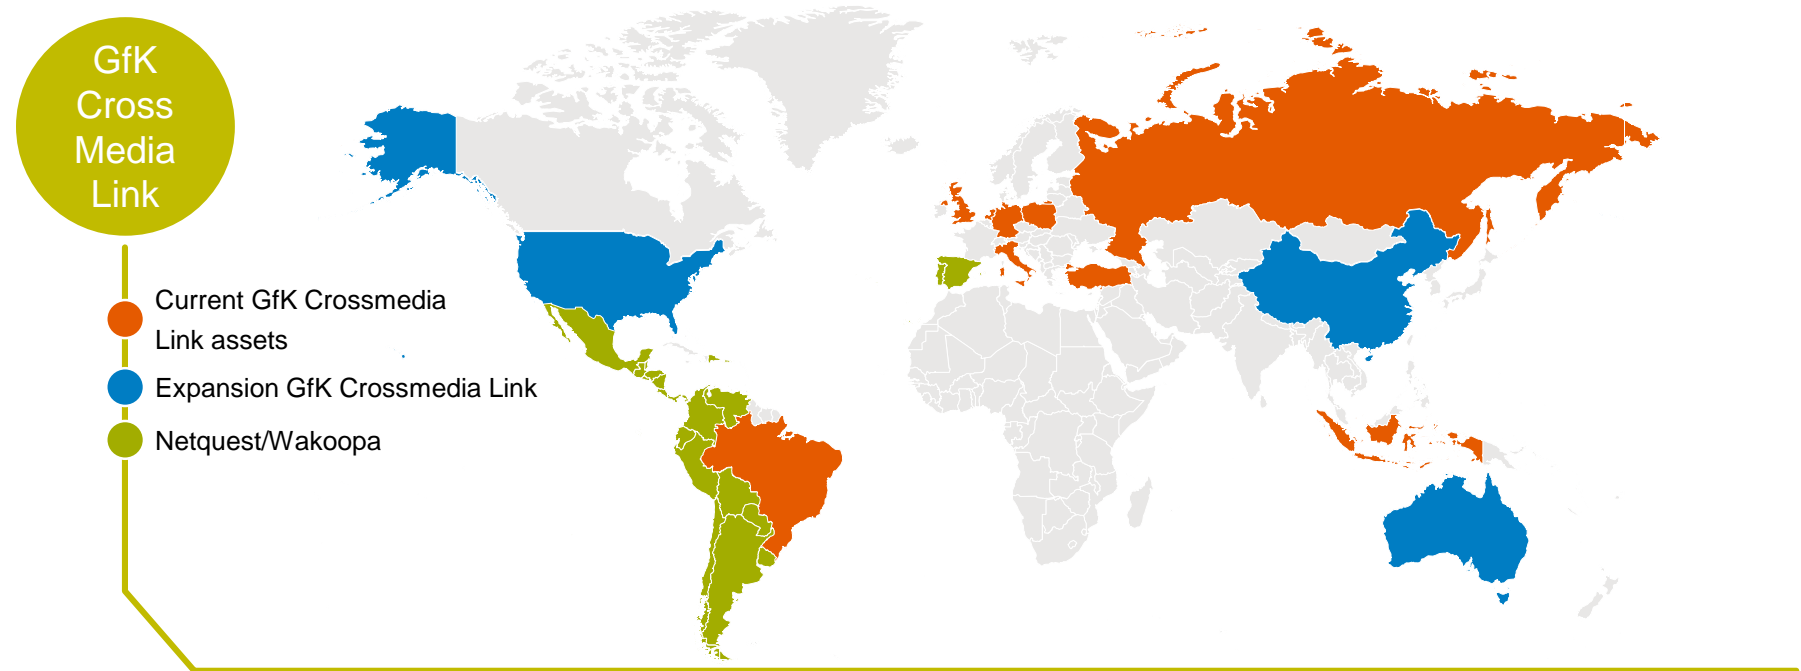 GfK
Cross
Media
Link
Current GfK Crossmedia
Link assets
Expansion GfK Crossmedia Link
Netquest/Wakoopa